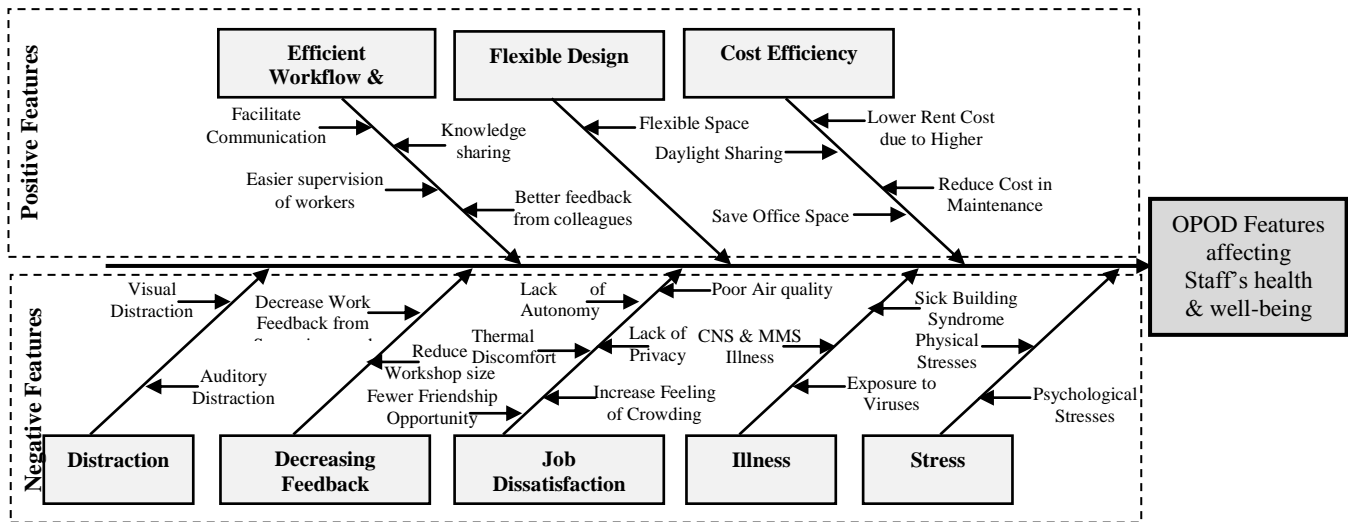 Positive Features
Efficient
Workflow &
Flexible Design
Cost Efficiency
Facilitate
Communication
Knowledge
sharing
Easier supervision
of workers
Better feedback
from colleagues
Flexible Space
Daylight Sharing
Lower Rent Cost
due to Higher
Reduce Cost in
Maintenance
Save Office Space
OPOD Features
affecting
Staff's health
& well-being
Negative Features
Visual
Distraction
Auditory
Distraction
Decrease Work
Feedback from
Reduce
Workshop size
Lack of
Autonomy
Poor Air quality
Thermal
Discomfort
Lack of
Privacy
Fewer Friendship
Opportunity
Increase Feeling
of Crowding
CNS & MMS
Illness
Sick Building
Syndrome
Exposure to
Viruses
Physical
Stresses
Psychological
Stresses
Distraction
Decreasing
Feedback
Job
Dissatisfaction
Illness
Stress